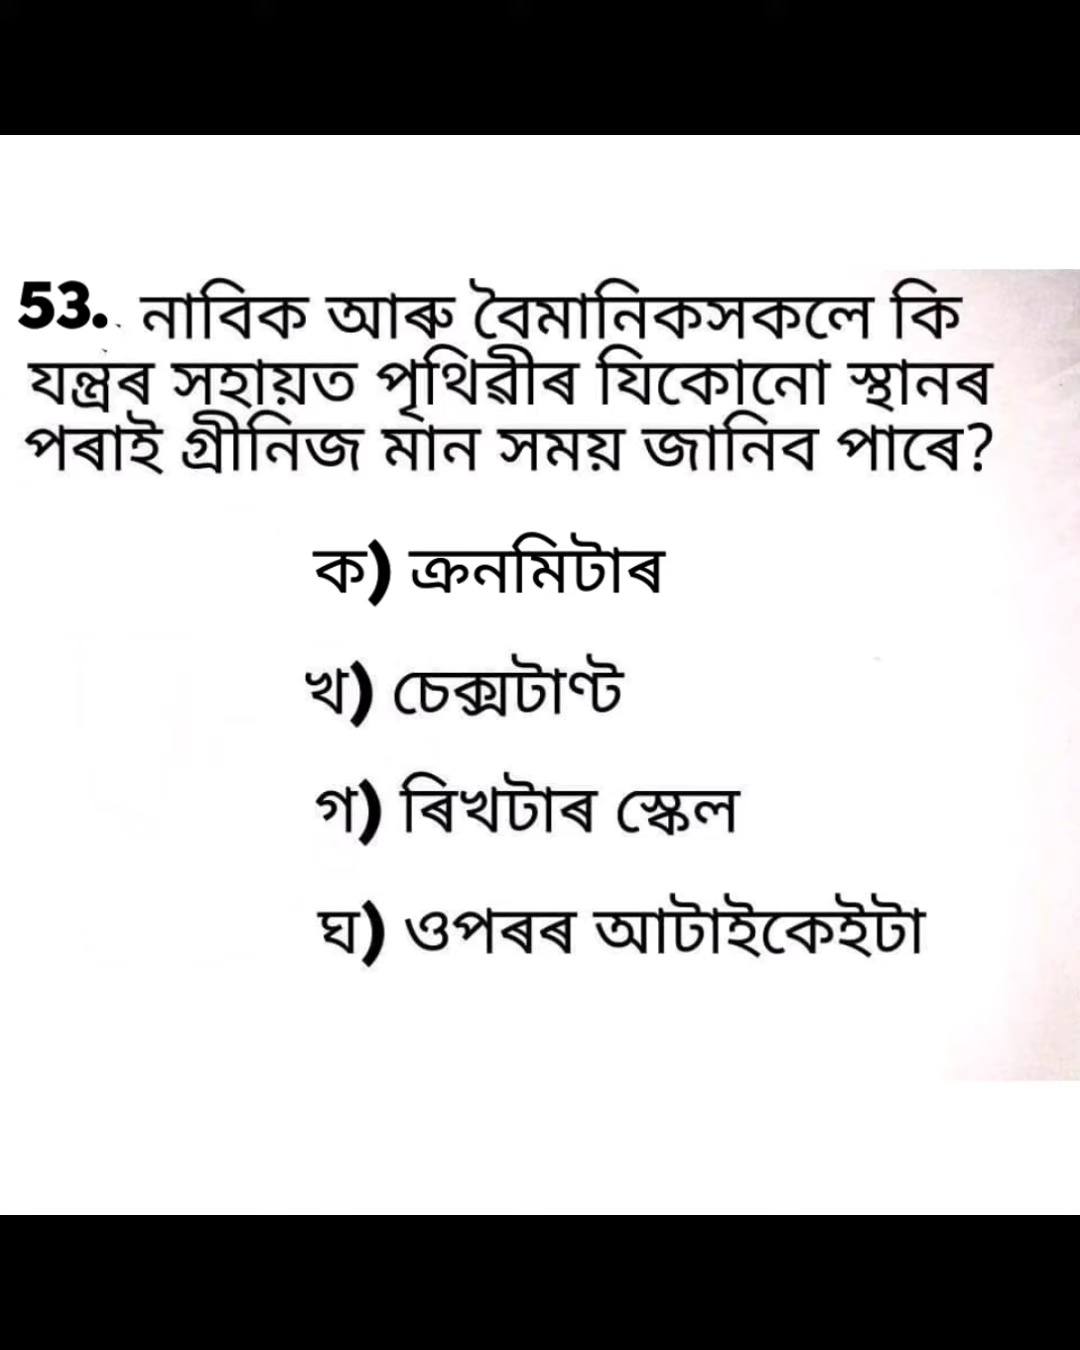 53. নাবিক আৰু বৈমানিকসকলে কি
যন্ত্ৰৰ সহায়ত পৃথিৱীৰ যিকোনো স্থানৰ
পৰাই গ্ৰীনিজ মান সময় জানিব পাৰে?
ক) ক্ৰনমিটাৰ
খ) চেক্সটাণ্ট
গ) ৰিখটাৰ স্কেল
ঘ) ওপৰৰ আটাইকেইটা